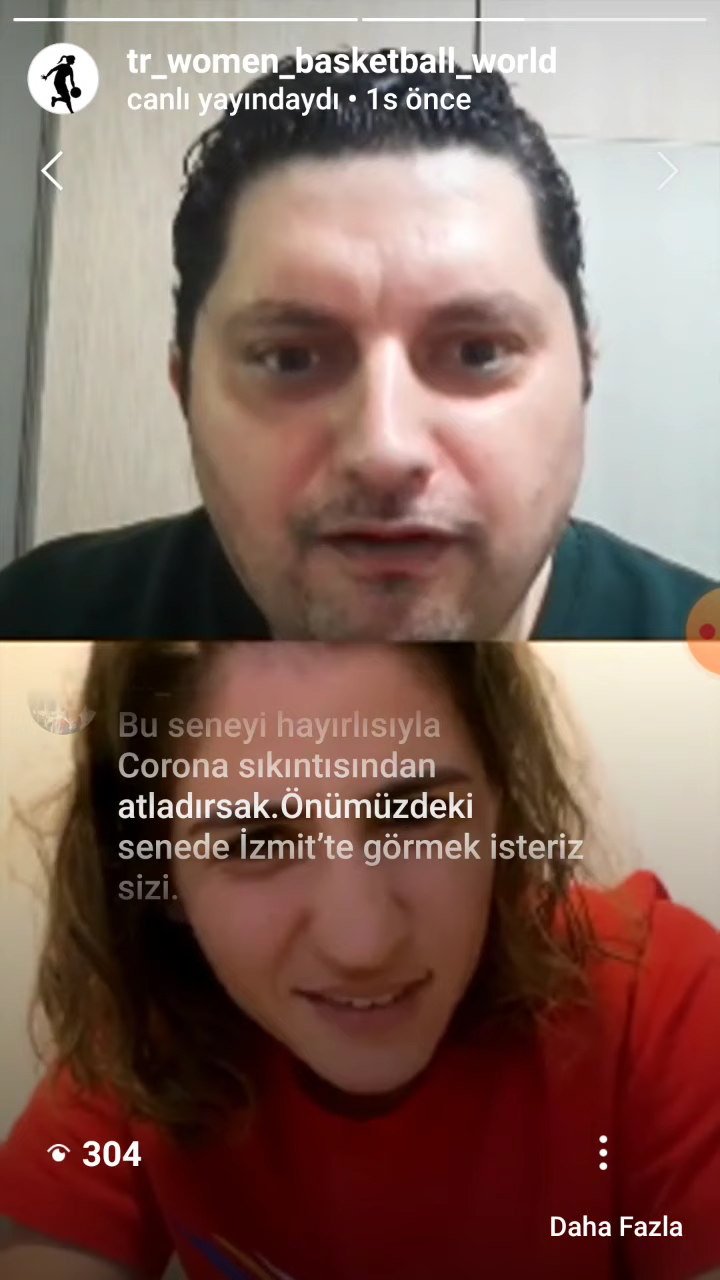 tr_women_basketball_world
canlı yayındaydı • 1s önce
Bu seneyi hayırlısıyla
Corona sıkıntısından
atladırsak.Önümüzdeki
senede İzmit’te görmek isteriz
sizi.
304
Daha Fazla